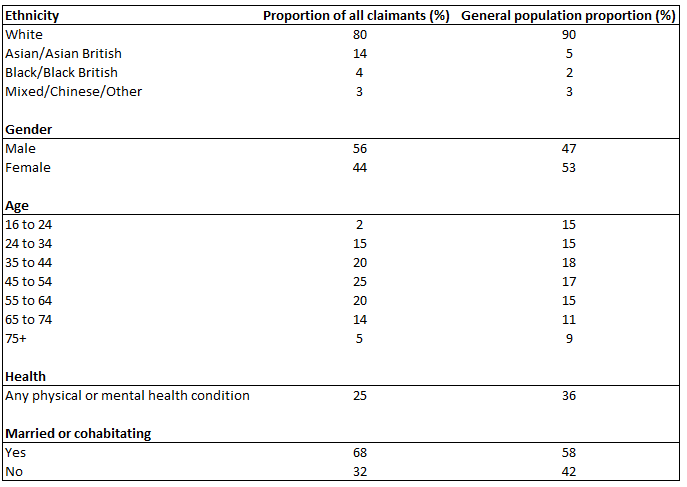 Ethnicity Proportion of all claimants (%) General population proportion (%)
White 80 90
Asian/Asian British 14 5
Black/Black British 4 2
Mixed/Chinese/Other 3 3
Gender
Male 56 47
Female 44 53
Age
16 to 24 2 15
24 to 34 15 15
35 to 44 20 18
45 to 54 25 17
55 to 64 20 15
65 to 74 14 11
75+ 5 9
Health
Any physical or mental health condition 25 36
Married or cohabitating
Yes 68 58
No 32 42